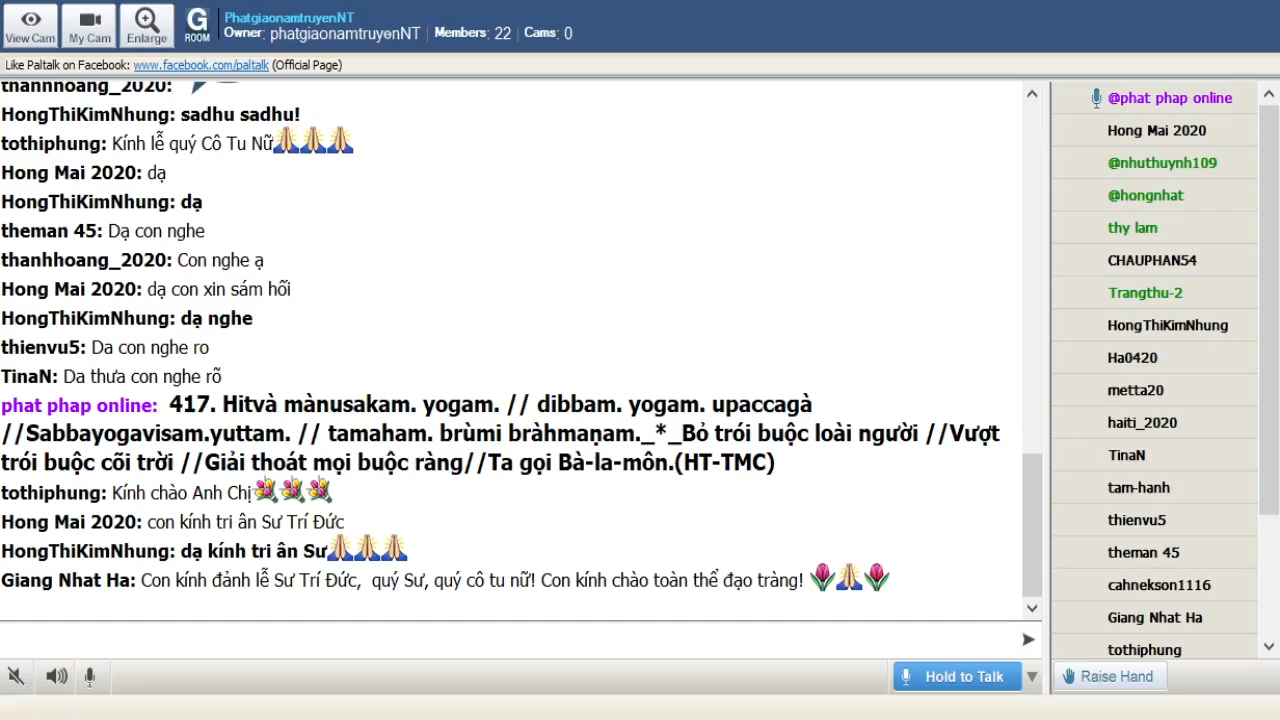 View Cam
My Cam
Enlarge
G
ROOM
PhatgiaonamtruyenNT
Owner: phatgiaonamtruyenNT | Members: 22 | Cams: 0
Like Paltalk on Facebook: www.facebook.com/paltalk (Official Page)
thanhhoang_2020:
HongThiKimNhung: sadhu sadhu!
tothiphung: Kính lễ quý Cô Tu Nữ🙏🙏🙏
Hong Mai 2020: dạ
HongThiKimNhung: dạ
theman 45: Dạ con nghe
thanhhoang_2020: Con nghe ạ
Hong Mai 2020: dạ con xin sám hối
HongThiKimNhung: dạ nghe
thienvu5: Da con nghe ro
TinaN: Da thưa con nghe rõ
phat phap online: 417. Hitvà mànusakam. yogam. // dibbam. yogam. upaccagà
//Sabbayogavisam.yuttam. // tamaham. brùmi bràhmaṇam._*_Bỏ trói buộc loài người //Vượt
trói buộc cõi trời //Giải thoát mọi buộc ràng//Ta gọi Bà-la-môn.(HT-TMC)
tothiphung: Kính chào Anh Chị💐💐💐
Hong Mai 2020: con kính tri ân Sư Trí Đức
HongThiKimNhung: dạ kính tri ân Sư🙏🙏🙏
Giang Nhat Ha: Con kính đảnh lễ Sư Trí Đức, quý Sư, quý cô tu nữ! Con kính chào toàn thể đạo tràng! 🌷🙏🌷
Hold to Talk
@phat phap online
Hong Mai 2020
@nhuthuynh109
@hongnhat
thy lam
CHAUPHAN54
Trangthu-2
HongThiKimNhung
Ha0420
metta20
haiti_2020
TinaN
tam-hanh
thienvu5
theman 45
cahnekson1116
Giang Nhat Ha
tothiphung
Raise Hand